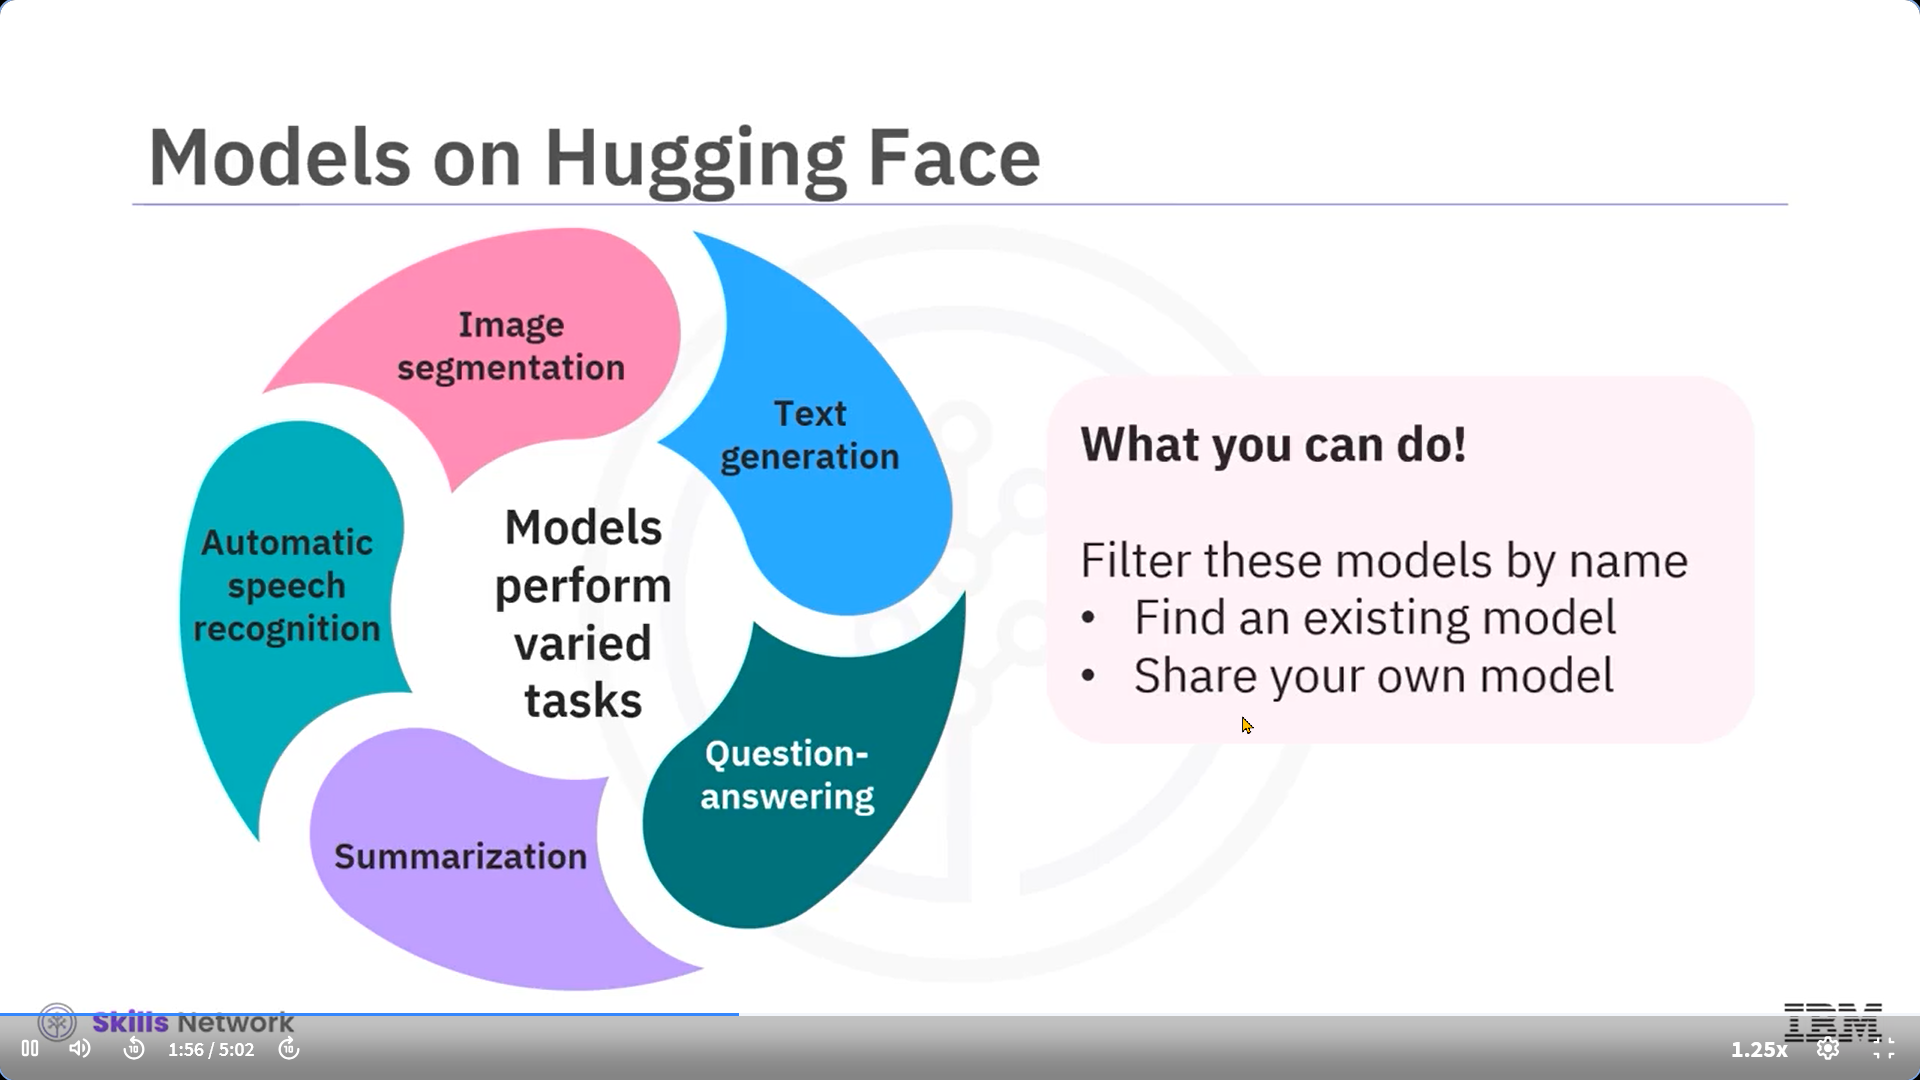 Models on Hugging Face
Image
segmentation
Text
generation
Automatic
speech
recognition
Models
perform
varied
tasks
Question-
answering
Summarization
What you can do!
Filter these models by name
• Find an existing model
• Share your own model
Skills Network
IBM
10
1:56 / 5:02
10
1.25x